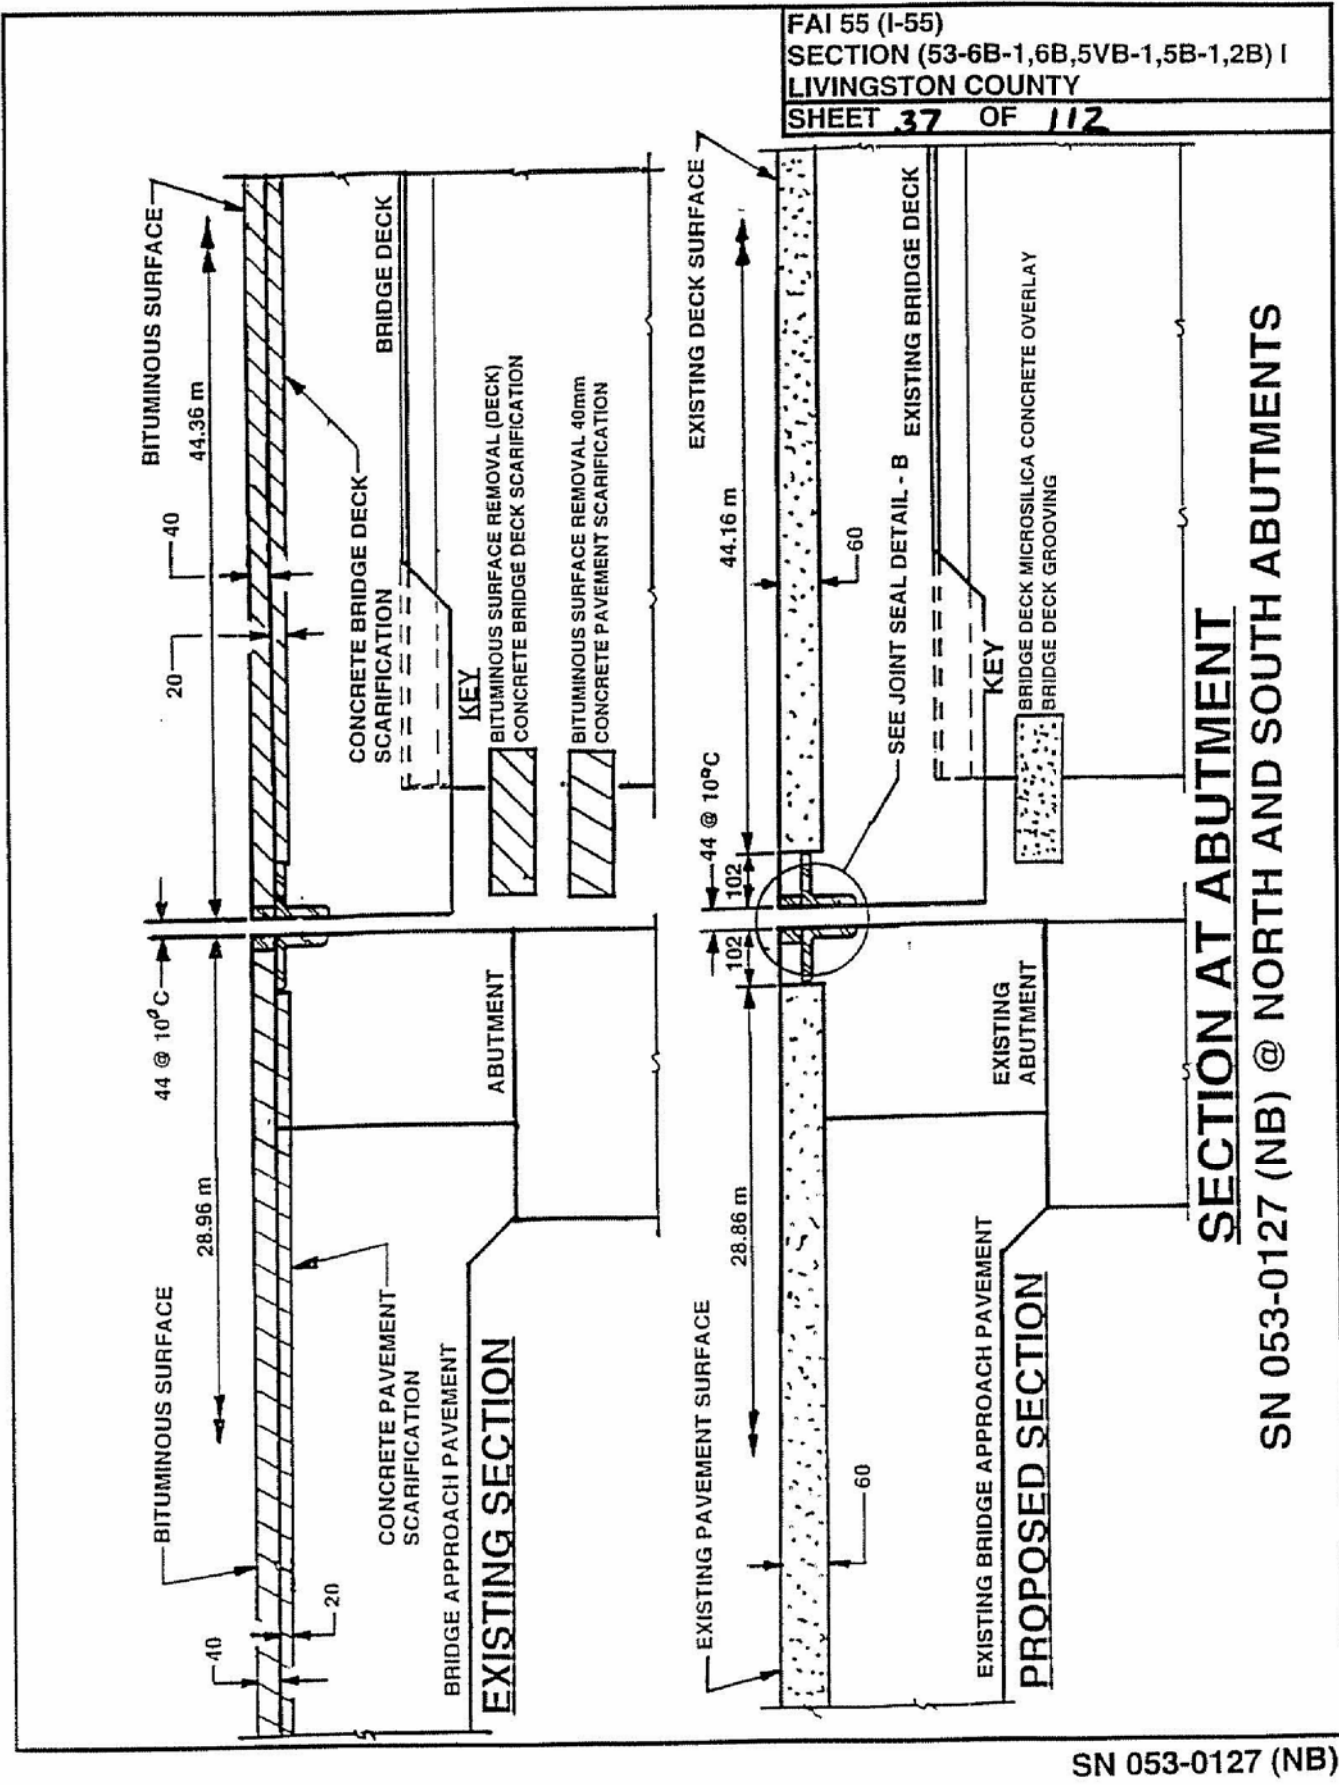 FAI 55 (I-55)
SECTION (53-6B-1,6B,5VB-1,5B-1,2B) I
LIVINGSTON COUNTY
SHEET 37 OF 112
BITUMINOUS SURFACE
BITUMINOUS SURFACE
44 @ 10°C
40
20
28.96 m
44.36 m
40
20
CONCRETE PAVEMENT
SCARIFICATION
CONCRETE BRIDGE DECK
SCARIFICATION
BRIDGE DECK
BRIDGE APPROACH PAVEMENT
ABUTMENT
EXISTING SECTION
KEY
BITUMINOUS SURFACE REMOVAL (DECK)
CONCRETE BRIDGE DECK SCARIFICATION
BITUMINOUS SURFACE REMOVAL 40mm
CONCRETE PAVEMENT SCARIFICATION
EXISTING PAVEMENT SURFACE
EXISTING DECK SURFACE
44 @ 10°C
28.86 m
102
102
44.16 m
60
60
SEE JOINT SEAL DETAIL - B
EXISTING BRIDGE DECK
EXISTING BRIDGE APPROACH PAVEMENT
EXISTING
ABUTMENT
PROPOSED SECTION
KEY
BRIDGE DECK MICROSILICA CONCRETE OVERLAY
BRIDGE DECK GROOVING
SECTION AT ABUTMENT
SN 053-0127 (NB) @ NORTH AND SOUTH ABUTMENTS
SN 053-0127 (NB)